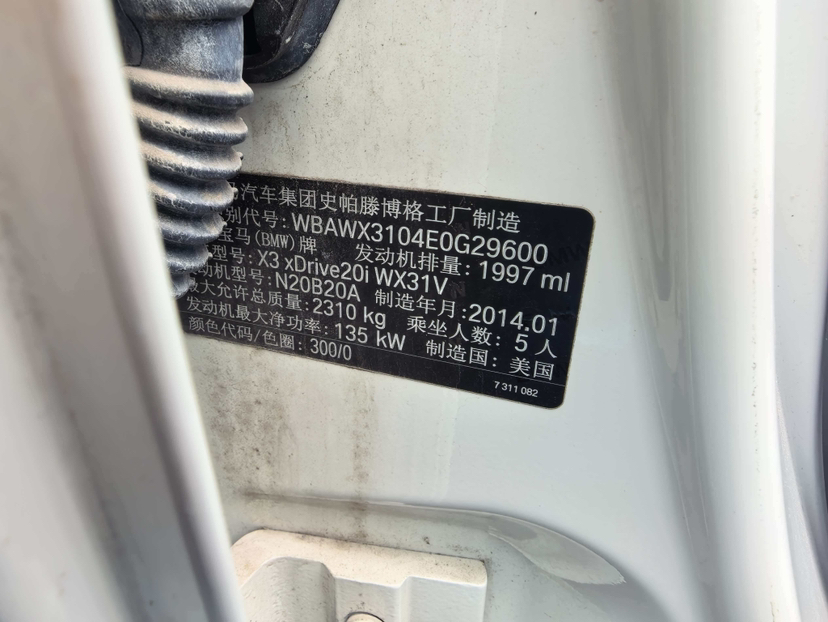 汽车集团史帕滕博格工厂制造
别代号: WBAWX3104E0G29600
宝马(BMW)牌 发动机排量: 1997 ml
型号: X3 xDrive20i WX31V
动机型号: N20B20A 制造年月: 2014.01
最大允许总质量: 2310 kg 乘坐人数: 5 人
发动机最大净功率: 135 kW 制造国: 美国
颜色代码/色圈: 300/0
7 311 082